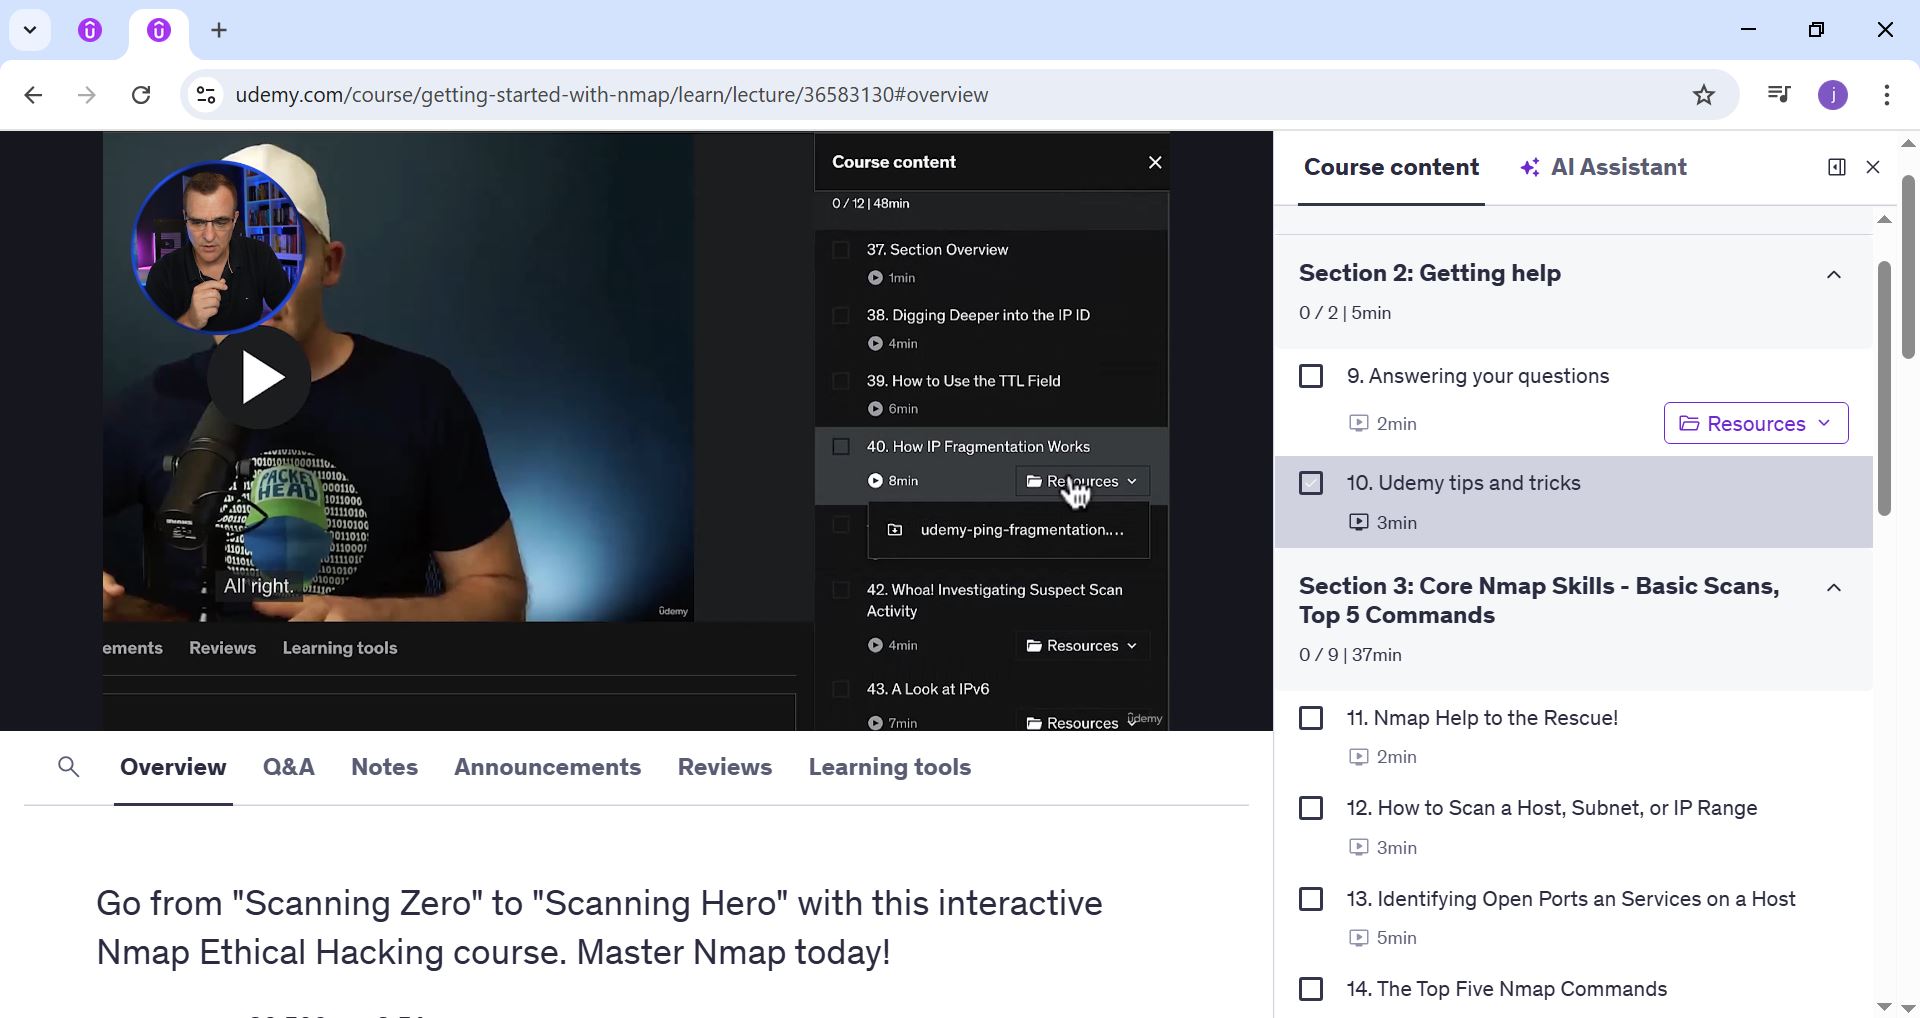 udemy.com/course/getting-started-with-nmap/learn/lecture/36583130#overview
j
Course content
0 / 12 | 48min
37. Section Overview
1min
38. Digging Deeper into the IP ID
4min
39. How to Use the TTL Field
6min
40. How IP Fragmentation Works
8min
Resources
udemy-ping-fragmentation....
42. Whoa! Investigating Suspect Scan
Activity
4min
Resources
43. A Look at IPv6
7min
Resources
udemy
PACKET
HEAD
All right.
udemy
ements
Reviews
Learning tools
Overview
Q&A
Notes
Announcements
Reviews
Learning tools
Go from "Scanning Zero" to "Scanning Hero" with this interactive
Nmap Ethical Hacking course. Master Nmap today!
Course content
AI Assistant
Section 2: Getting help
0 / 2 | 5min
9. Answering your questions
2min
Resources
10. Udemy tips and tricks
3min
Section 3: Core Nmap Skills - Basic Scans,
Top 5 Commands
0 / 9 | 37min
11. Nmap Help to the Rescue!
2min
12. How to Scan a Host, Subnet, or IP Range
3min
13. Identifying Open Ports an Services on a Host
5min
14. The Top Five Nmap Commands